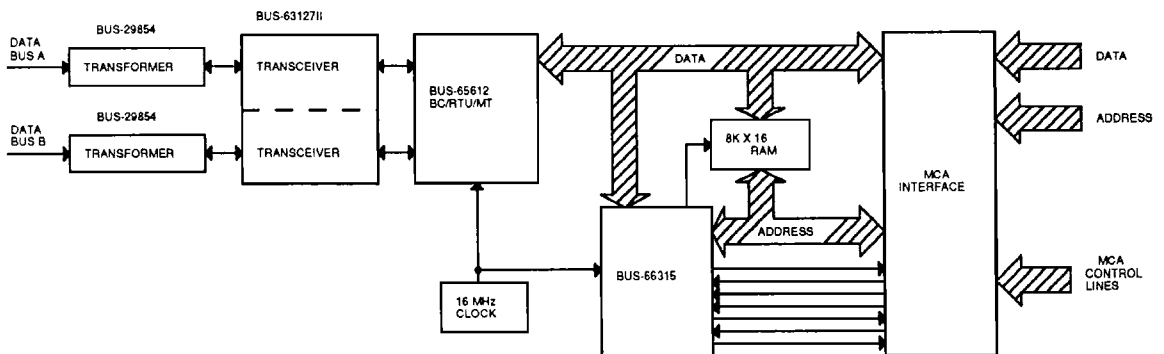 BUS-29854
BUS-63127II
DATA
BUS A
TRANSFORMER
TRANSCEIVER
BUS-65612
BC/RTU/MT
DATA
DATA
BUS-29854
DATA
BUS B
TRANSFORMER
TRANSCEIVER
8K X 16
RAM
ADDRESS
MCA
INTERFACE
ADDRESS
BUS-66315
16 MHz
CLOCK
MCA
CONTROL
LINES